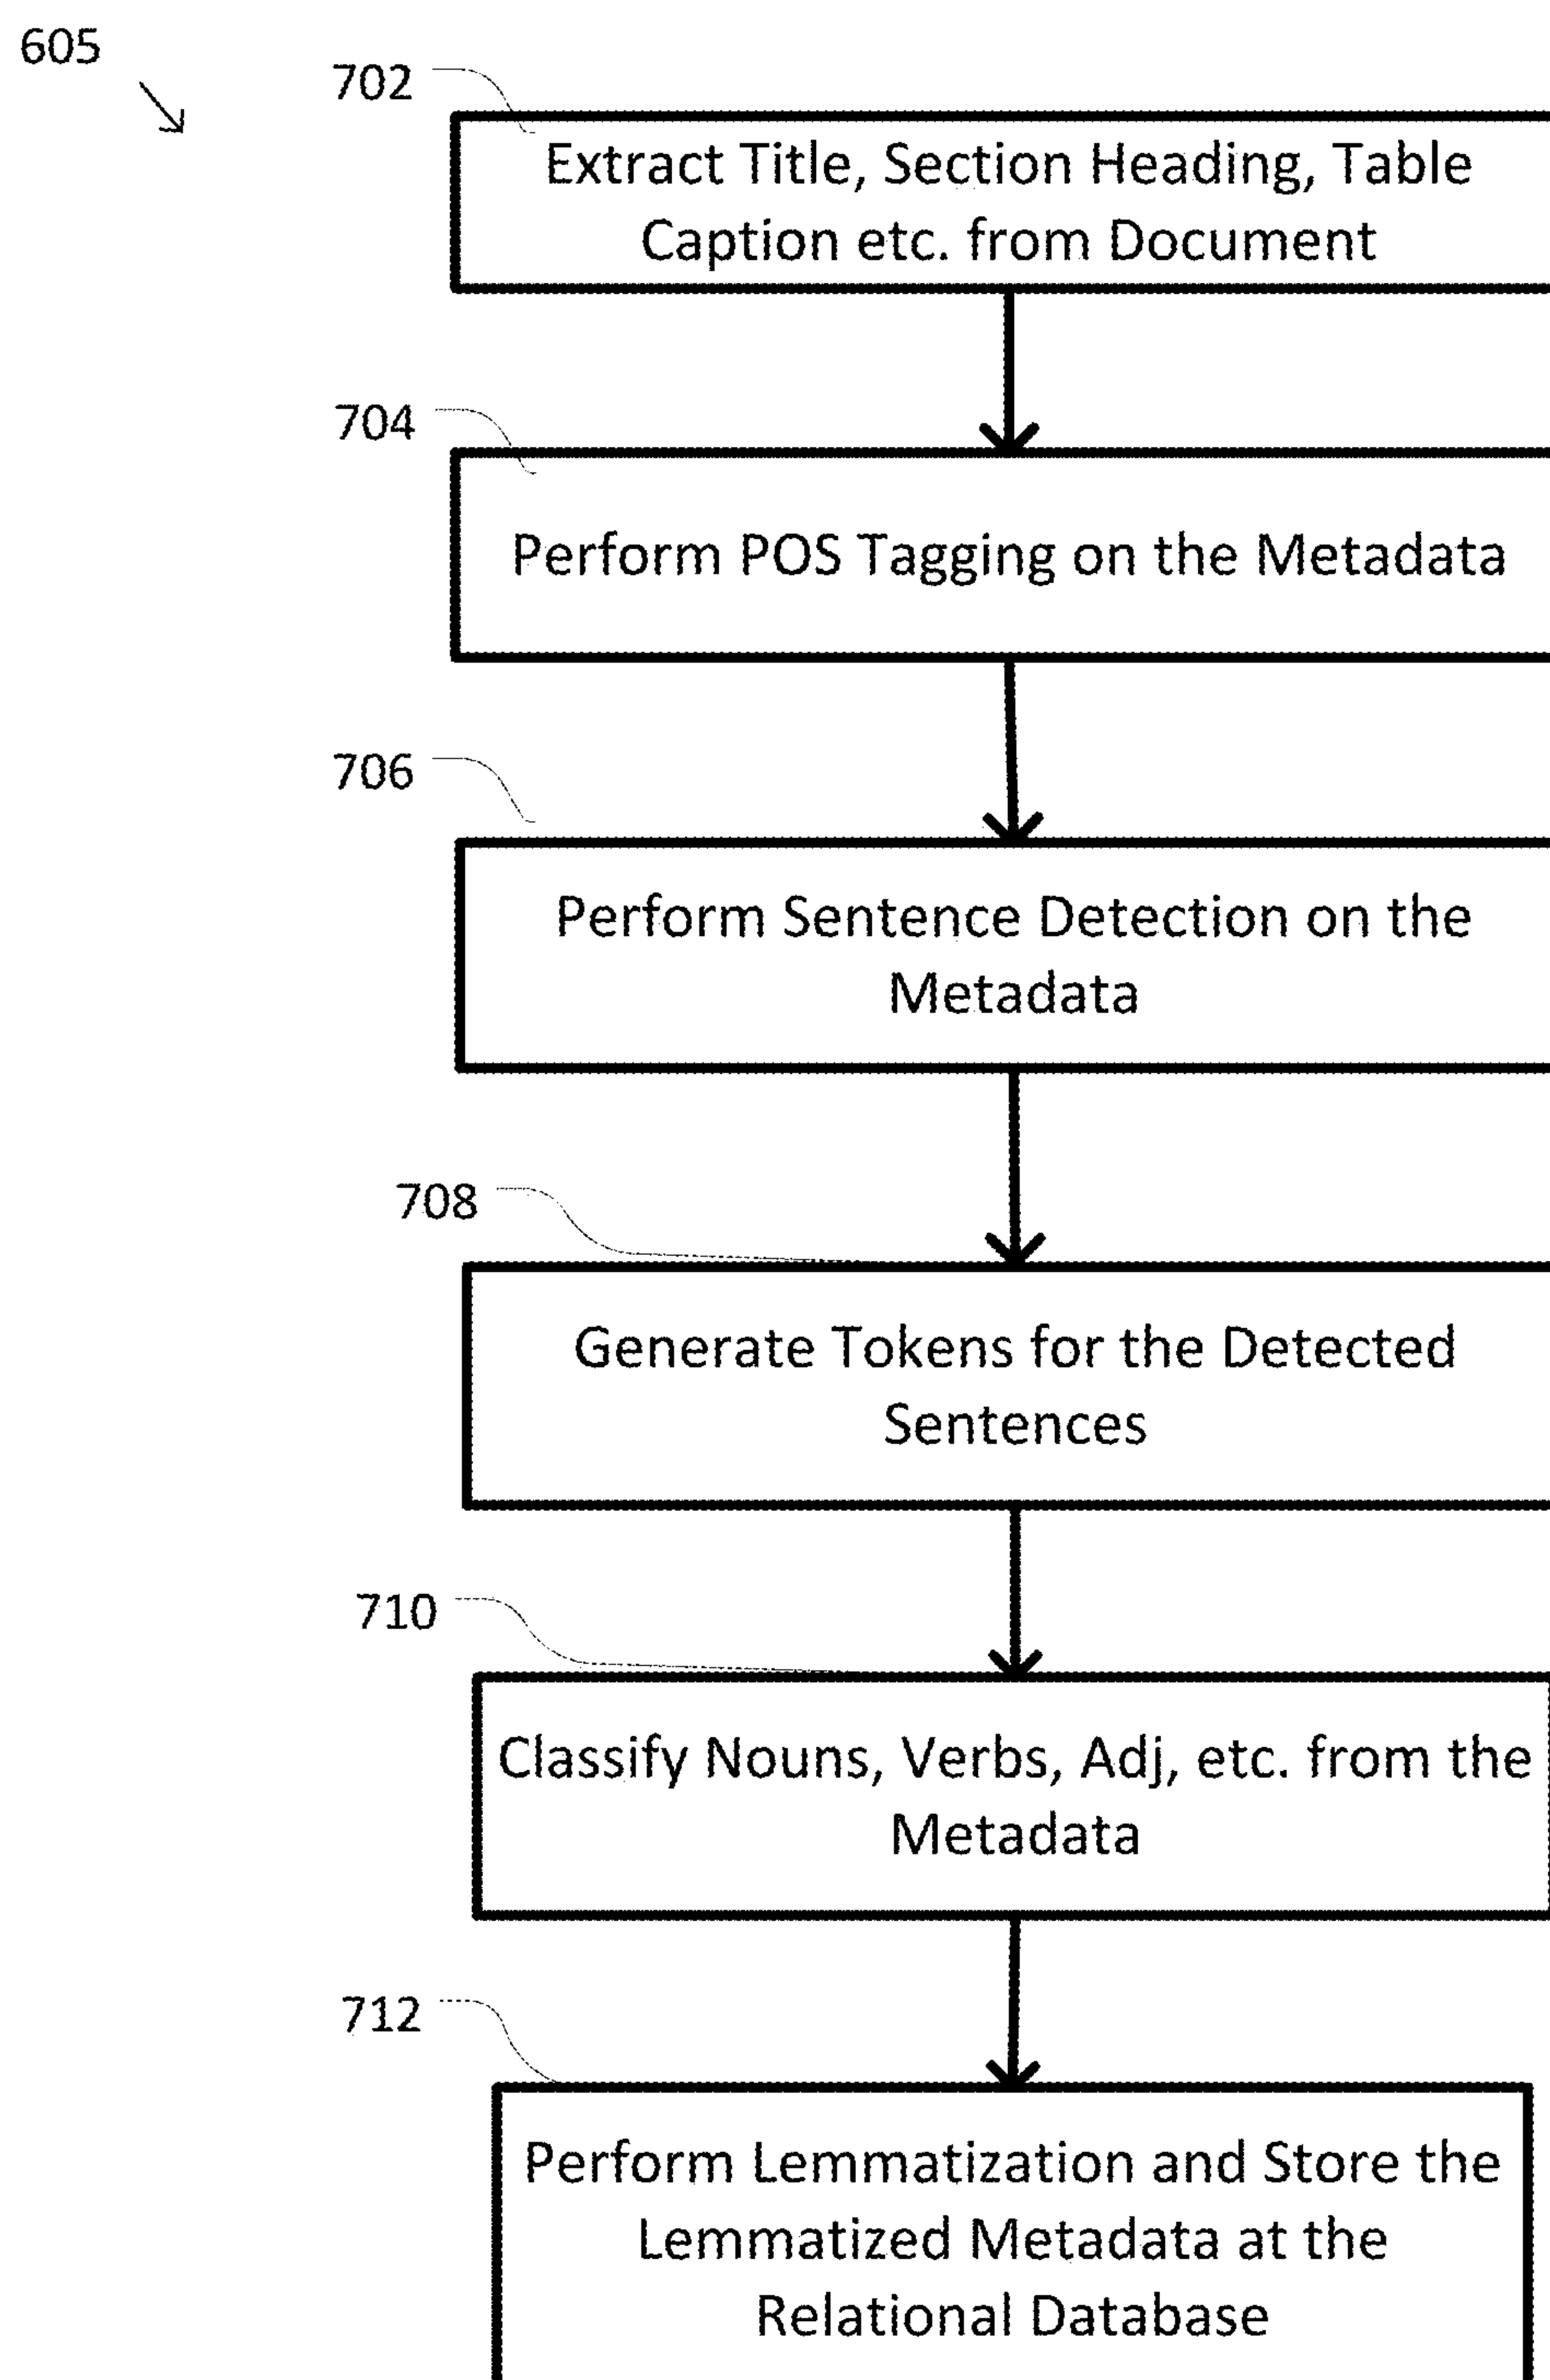 605
702
Extract Title, Section Heading, Table
Caption etc. from Document
704
Perform POS Tagging on the Metadata
706
Perform Sentence Detection on the
Metadata
708
Generate Tokens for the Detected
Sentences
710
Classify Nouns, Verbs, Adj, etc. from the
Metadata
712
Perform Lemmatization and Store the
Lemmatized Metadata at the
Relational Database